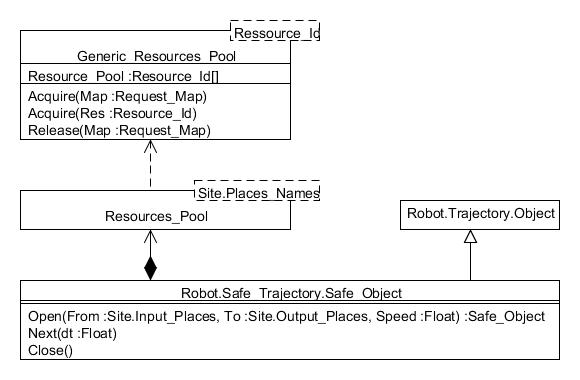 Ressource_Id
Generic_Resources_Pool
Resource_Pool :Resource_Id[]
Acquire(Map :Request_Map)
Acquire(Res :Resource_Id)
Release(Map :Request_Map)
Site.Places_Names
Resources_Pool
Robot.Trajectory.Object
Robot.Safe_Trajectory.Safe_Object
Open(From :Site.Input_Places, To :Site.Output_Places, Speed :Float) :Safe_Object
Next(dt :Float)
Close()